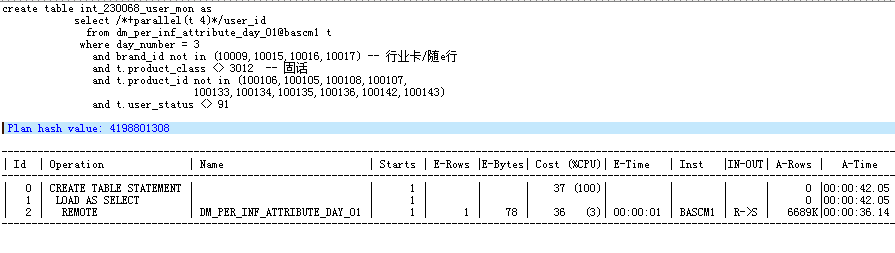 create table int_230068_user_mon as
select /*+parallel(t 4)*/user_id
from dm_per_inf_attribute_day_01@bascm1 t
where day_number = 3
and brand_id not in (10009,10015,10016,10017) -- 行业卡/随e行
and t.product_class <> 3012 -- 固话
and t.product_id not in (100106,100105,100108,100107,
100133,100134,100135,100136,100142,100143)
and t.user_status <> 91
Plan hash value: 4198801308
| Id | Operation | Name | Starts | E-Rows |E-Bytes| Cost (%CPU)| E-Time | Inst |IN-OUT| A-Rows | A-Time
| 0 | CREATE TABLE STATEMENT | | 1 | | | 37 (100)| | | | 0 |00:00:42.05
| 1 | LOAD AS SELECT | | 1 | | | | | | | 0 |00:00:42.05
| 2 | REMOTE | DM_PER_INF_ATTRIBUTE_DAY_01 | 1 | 1 | 78 | 36 (3)| 00:00:01 | BASCM1 | R->S | 6689K|00:00:36.14